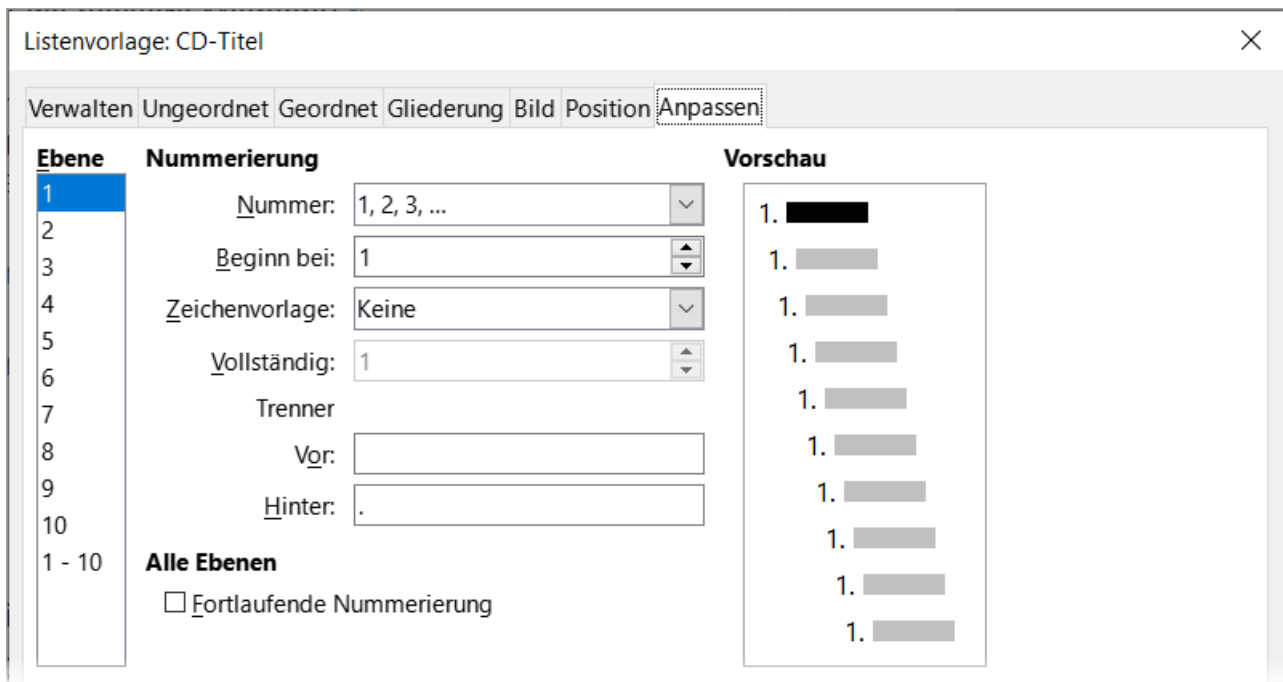 Listenvorlage: CD-Titel
Verwalten Ungeordnet Geordnet Gliederung Bild Position Anpassen
Ebene
1
2
3
4
5
6
7
8
9
10
1 - 10
Nummerierung
Nummer: 1, 2, 3, ...
Beginn bei: 1
Zeichenvorlage: Keine
Vollständig: 1
Trenner
Vor:
Hinter: .
Alle Ebenen
Fortlaufende Nummerierung
Vorschau
1.
1.
1.
1.
1.
1.
1.
1.
1.
1.